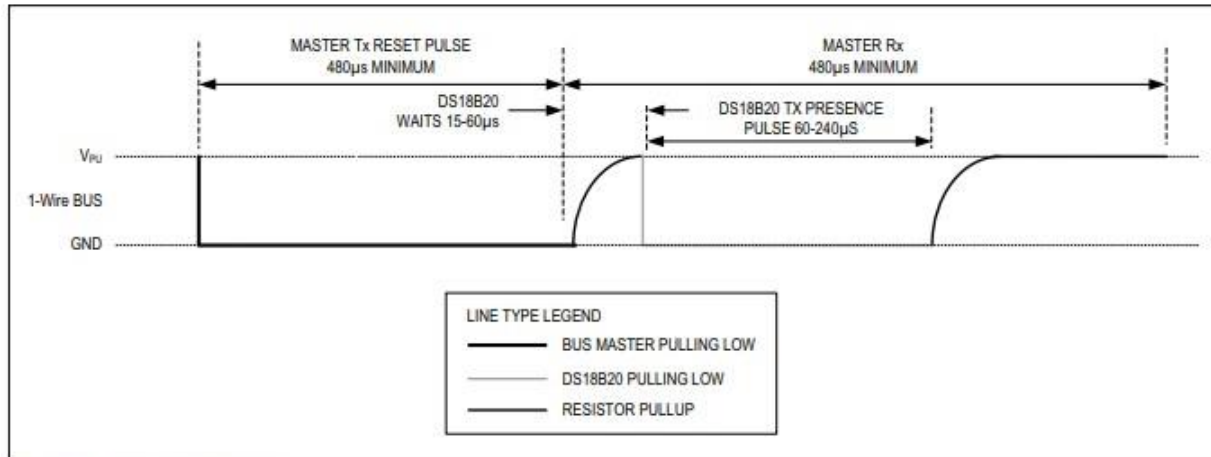 MASTER Tx RESET PULSE
480µs MINIMUM
MASTER Rx
480µs MINIMUM
DS18B20
WAITS 15-60µs
DS18B20 TX PRESENCE
PULSE 60-240µS
VPU
1-Wire BUS
GND
LINE TYPE LEGEND
BUS MASTER PULLING LOW
DS18B20 PULLING LOW
RESISTOR PULLUP